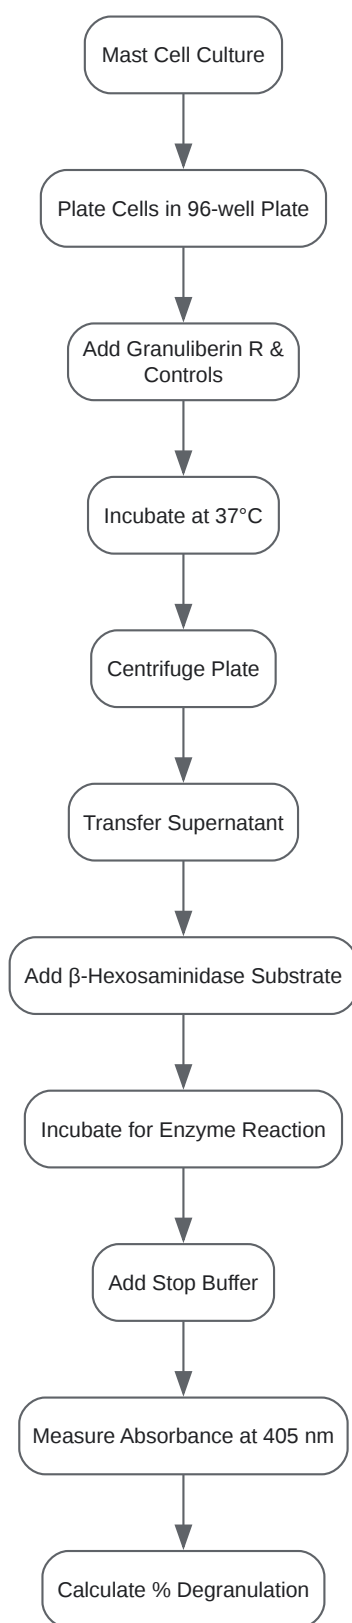 Mast Cell Culture
Plate Cells in 96-well Plate
Add Granuliberin R &
Controls
Incubate at 37°C
Centrifuge Plate
Transfer Supernatant
Add β-Hexosaminidase Substrate
Incubate for Enzyme Reaction
Add Stop Buffer
Measure Absorbance at 405 nm
Calculate % Degranulation